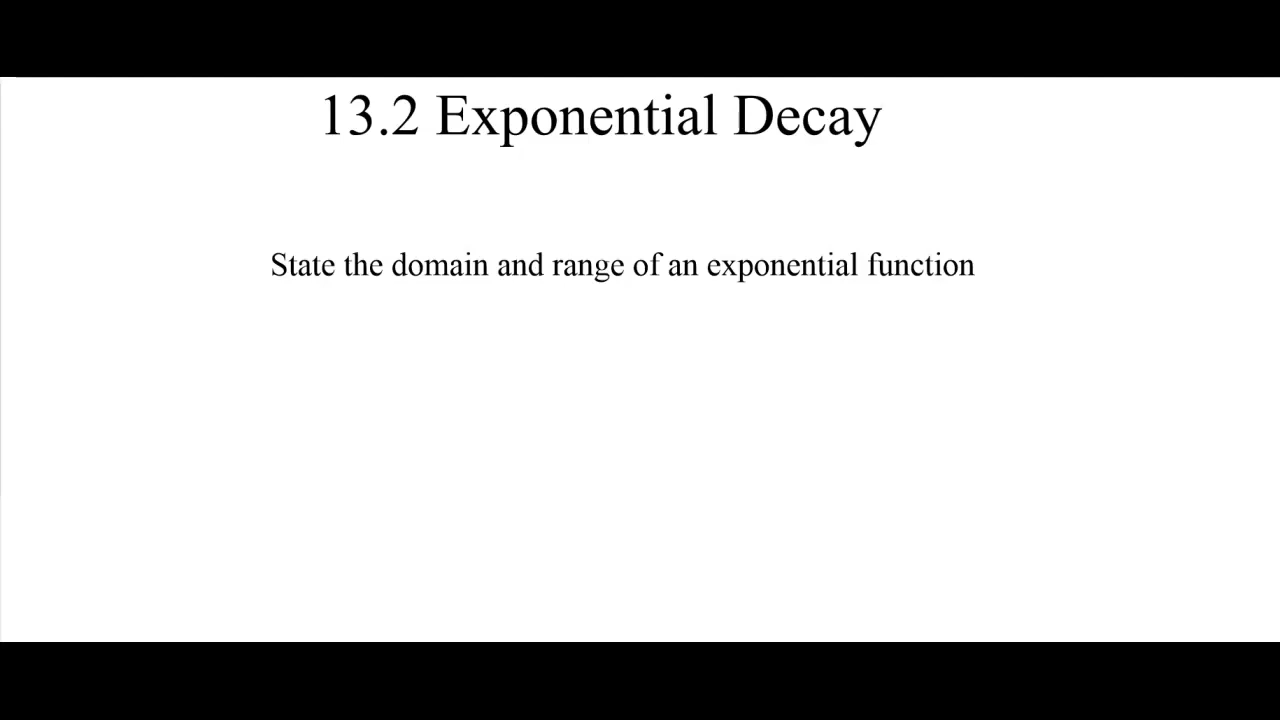 13.2 Exponential Decay
State the domain and range of an exponential function